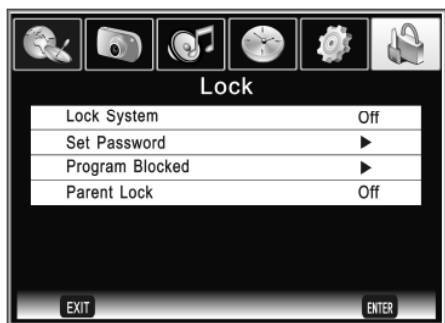 Lock
Lock System Off
Set Password ▶
Program Blocked ▶
Parent Lock Off
EXIT ENTER